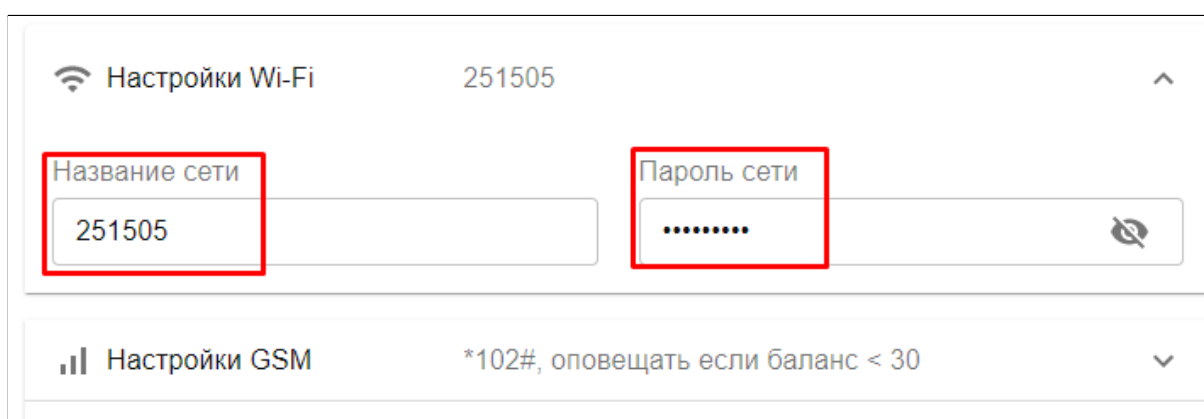 Настройки Wi-Fi 251505
Название сети Пароль сети
251505 •••••••••
Настройки GSM *102#, оповещать если баланс < 30